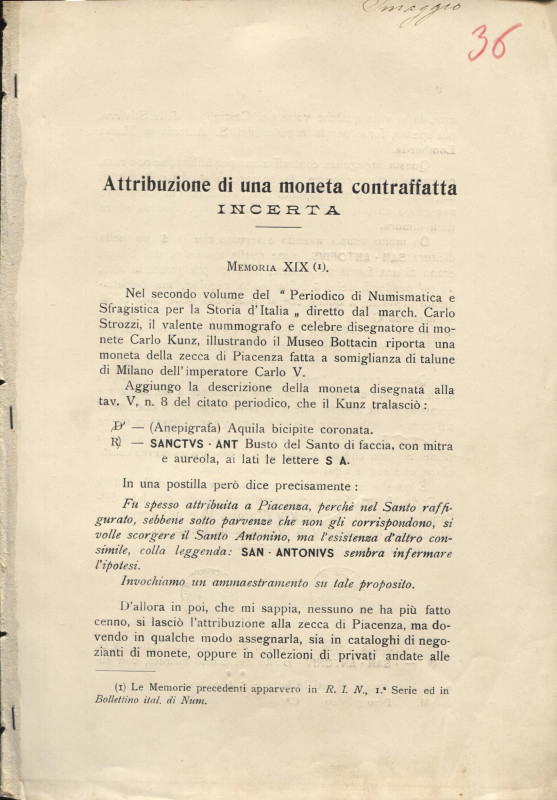 Omaggio
36
Attribuzione di una moneta contraffatta
INCERTA
MEMORIA XIX (1).
Nel secondo volume del “ Periodico di Numismatica e
Sfragistica per la Storia d'Italia „ diretto dal march. Carlo
Strozzi, il valente nummografo e celebre disegnatore di mo-
nete Carlo Kunz, illustrando il Museo Bottacin riporta una
moneta della zecca di Piacenza fatta a somiglianza di talune
di Milano dell'imperatore Carlo V.
Aggiungo la descrizione della moneta disegnata alla
tav. V, n. 8 del citato periodico, che il Kunz tralasciò :
D' — (Anepigrafa) Aquila bicipite coronata.
R) — SANCTVS · ANT Busto del Santo di faccia, con mitra
e aureola, ai lati le lettere S A.
In una postilla però dice precisamente :
Fu spesso attribuita a Piacenza, perchè nel Santo raffi-
gurato, sebbene sotto parvenze che non gli corrispondono, si
volle scorgere il Santo Antonino, ma l'esistenza d'altro con-
simile, colla leggenda: SAN · ANTONIVS sembra infermare
l'ipotesi.
Invochiamo un ammaestramento su tale proposito.
D'allora in poi, che mi sappia, nessuno ne ha più fatto
cenno, si lasciò l'attribuzione alla zecca di Piacenza, ma do-
vendo in qualche modo assegnarla, sia in cataloghi di nego-
zianti di monete, oppure in collezioni di privati andate alle
(1) Le Memorie precedenti apparvero in R. I. N., 1.ª Serie ed in
Bollettino ital. di Num.